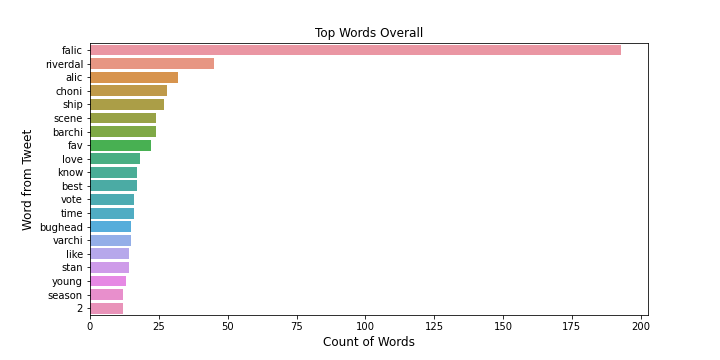 Top Words Overall
Word from Tweet
falic
riverdal
alic
choni
ship
scene
barchi
fav
love
know
best
vote
time
bughead
varchi
like
stan
young
season
2
0 25 50 75 100 125 150 175 200
Count of Words